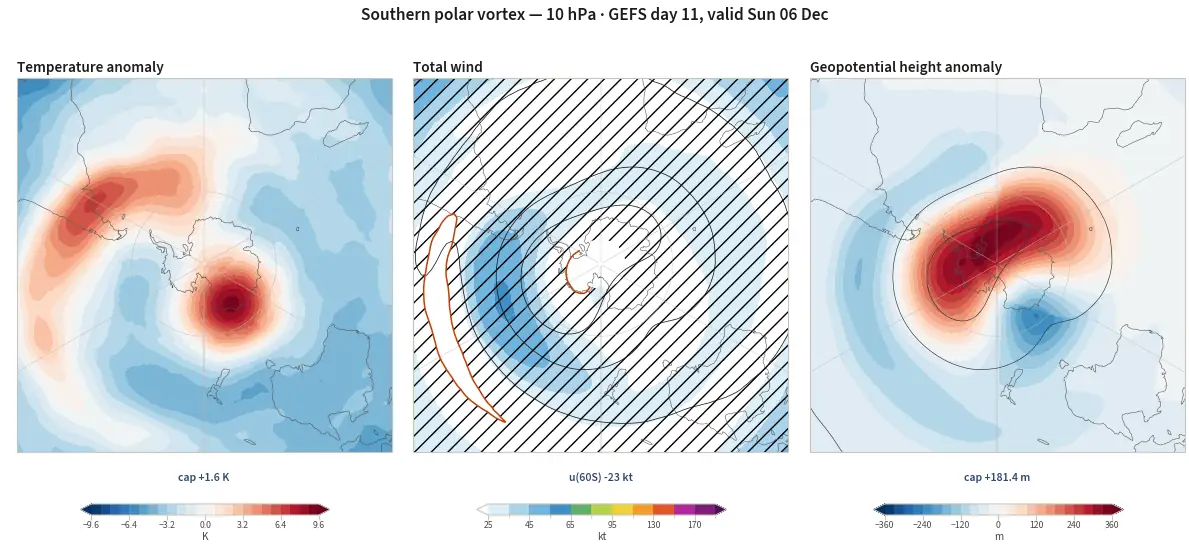 Southern polar vortex — 10 hPa · GEFS day 11, valid Sun 06 Dec
Temperature anomaly
Total wind
Geopotential height anomaly
cap +1.6 K
u(60S) -23 kt
cap +181.4 m
−9.6 −6.4 −3.2 0.0 3.2 6.4 9.6
K
25 45 65 95 130 170
kt
−360 −240 −120 0 120 240 360
m